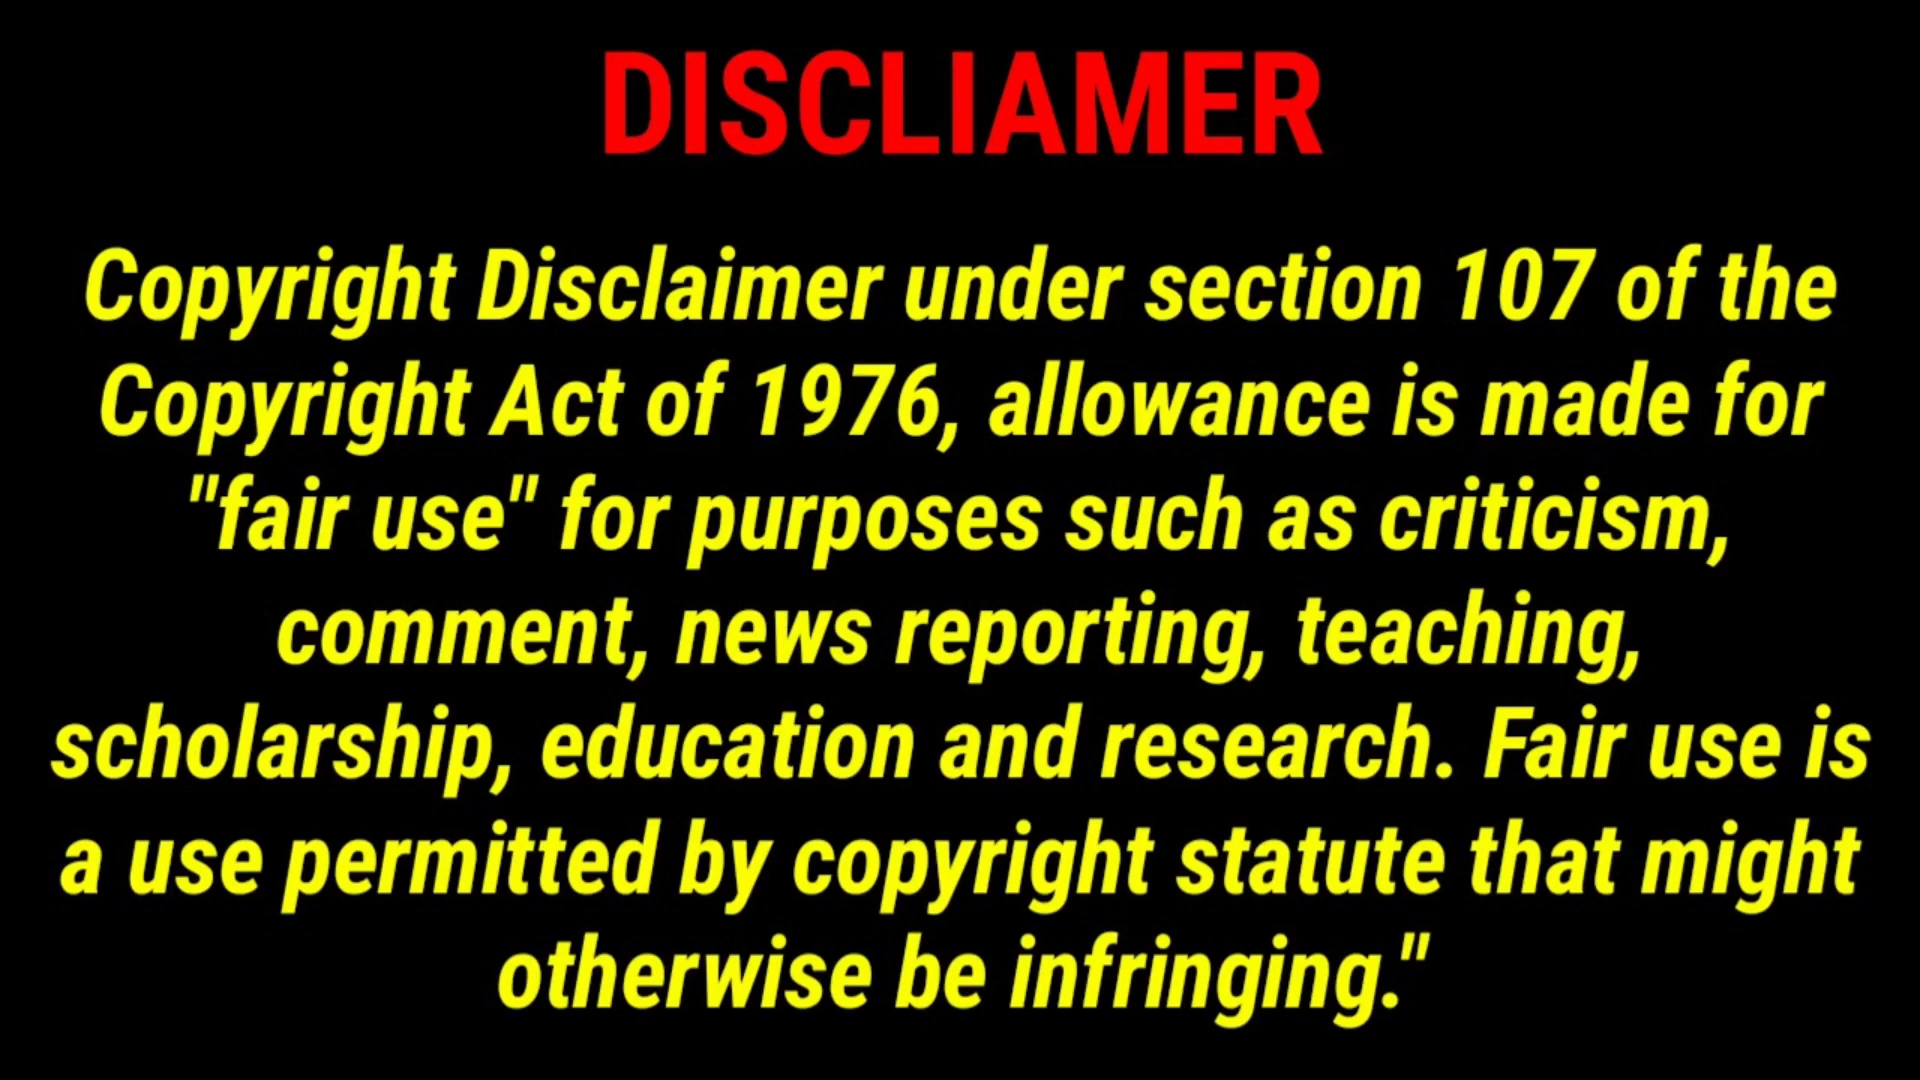 DISCLIAMER
Copyright Disclaimer under section 107 of the
Copyright Act of 1976, allowance is made for
"fair use" for purposes such as criticism,
comment, news reporting, teaching,
scholarship, education and research. Fair use is
a use permitted by copyright statute that might
otherwise be infringing."